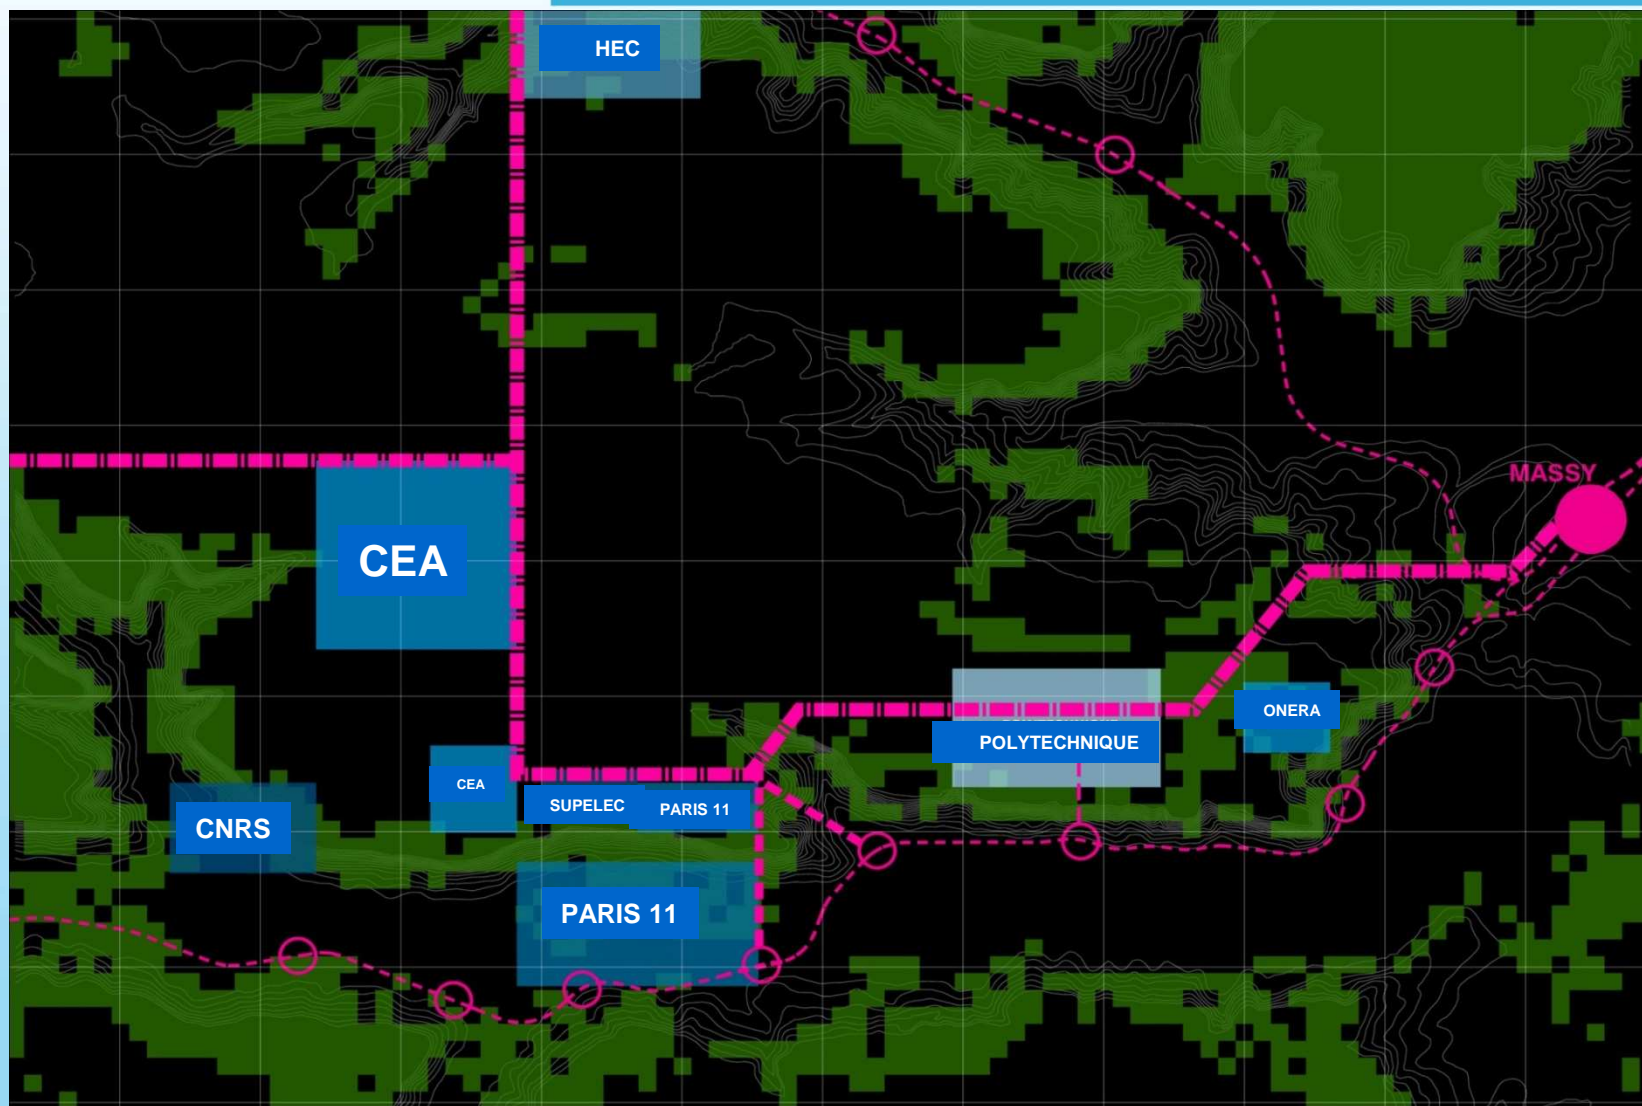 HEC
MASSY
CEA
ONERA
POLYTECHNIQUE
CEA
SUPELEC
PARIS 11
CNRS
PARIS 11